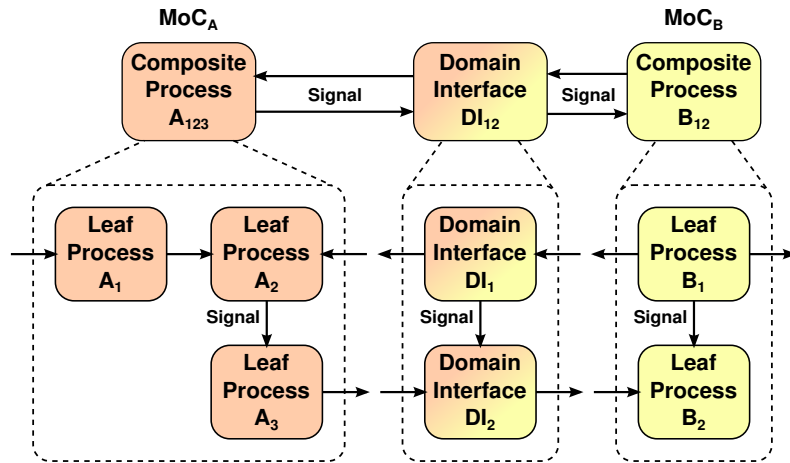 MoC_A
MoC_B
Composite
Process
A_123
Signal
Domain
Interface
DI_12
Signal
Composite
Process
B_12
Leaf
Process
A_1
Leaf
Process
A_2
Domain
Interface
DI_1
Leaf
Process
B_1
Signal
Signal
Signal
Leaf
Process
A_3
Domain
Interface
DI_2
Leaf
Process
B_2